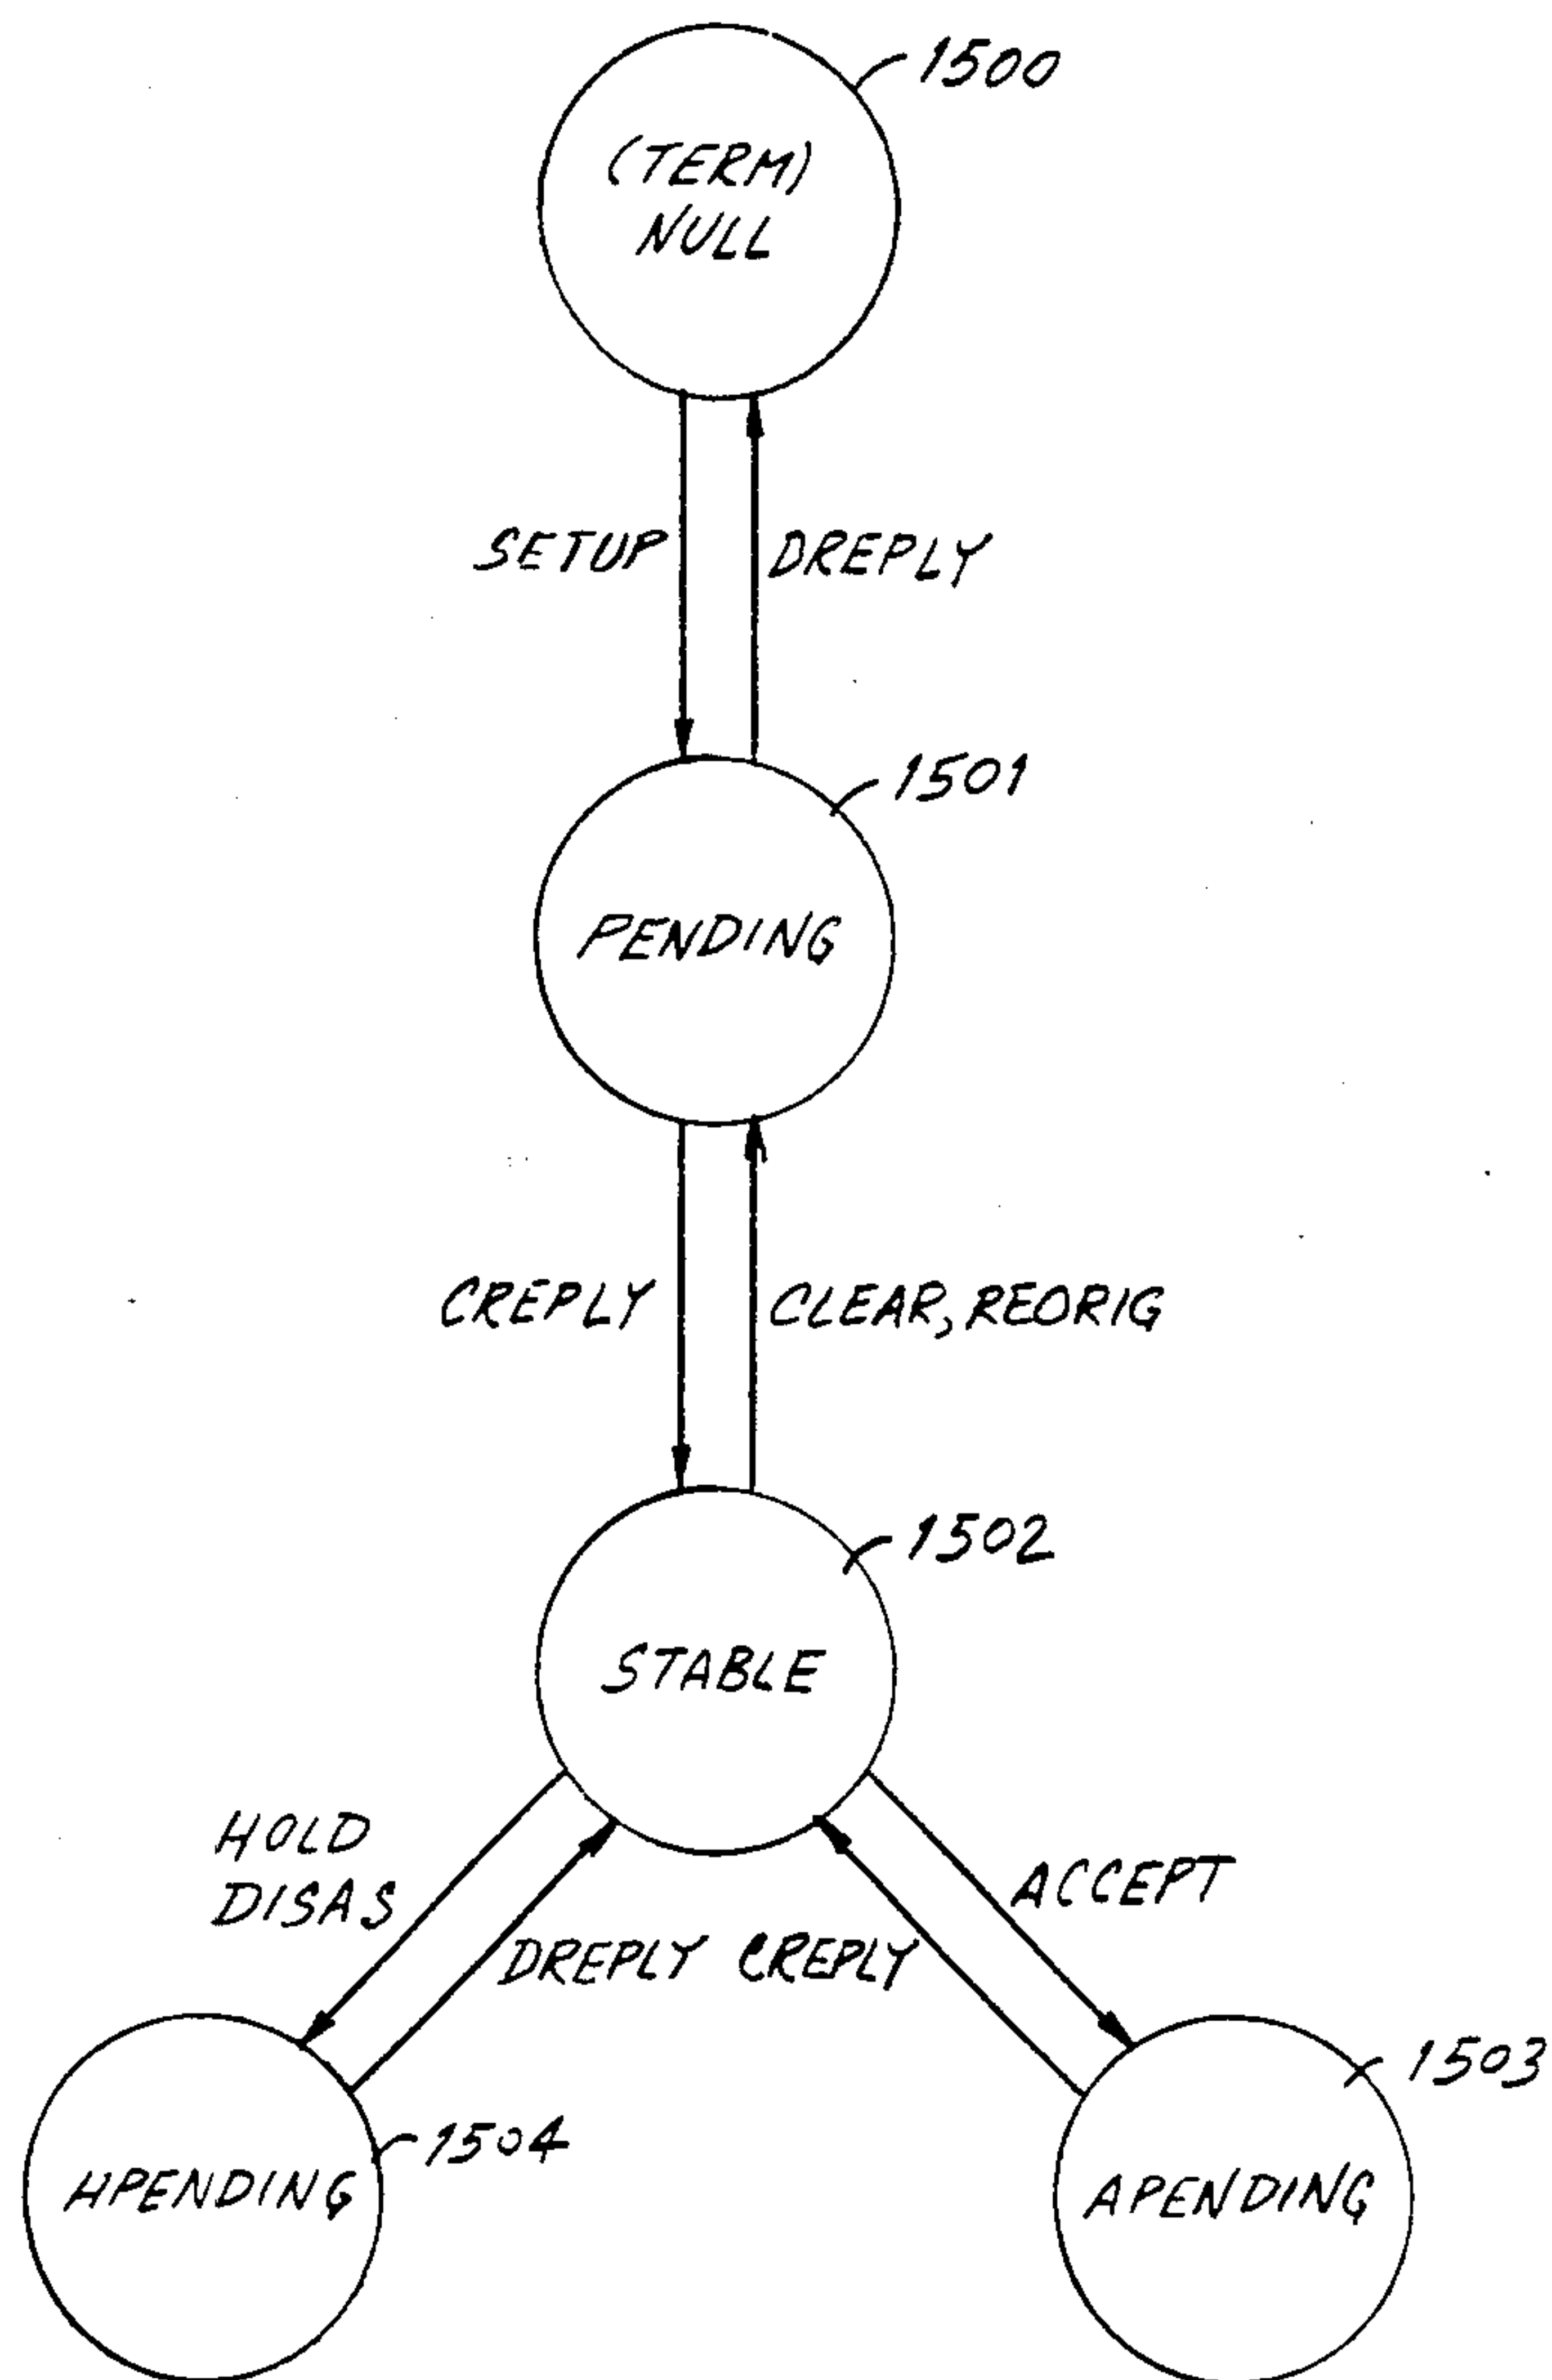 1500
(TERM)
NULL
SETUP
DREPLY
1501
PENDING
CREPLY
CLEAR, REORIG
1502
STABLE
HOLD
DISAS
ACCEPT
DREPLY
CREPLY
1503
1504
HPENDING
APENDING